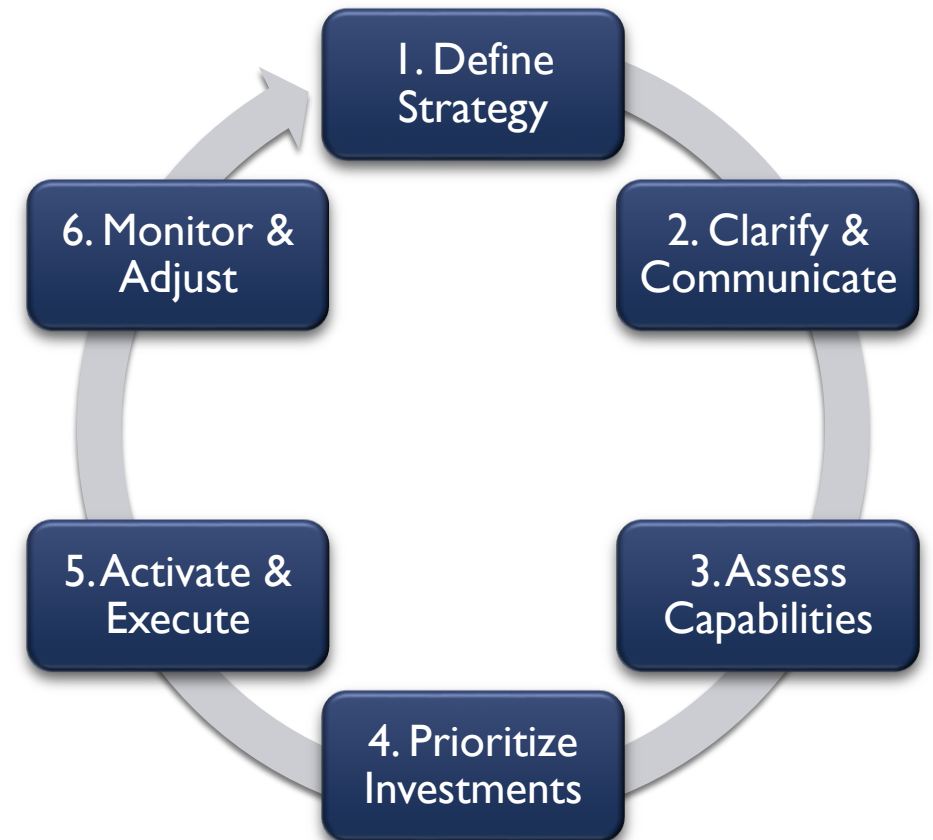 1. Define
Strategy
2. Clarify &
Communicate
3. Assess
Capabilities
4. Prioritize
Investments
5. Activate &
Execute
6. Monitor &
Adjust